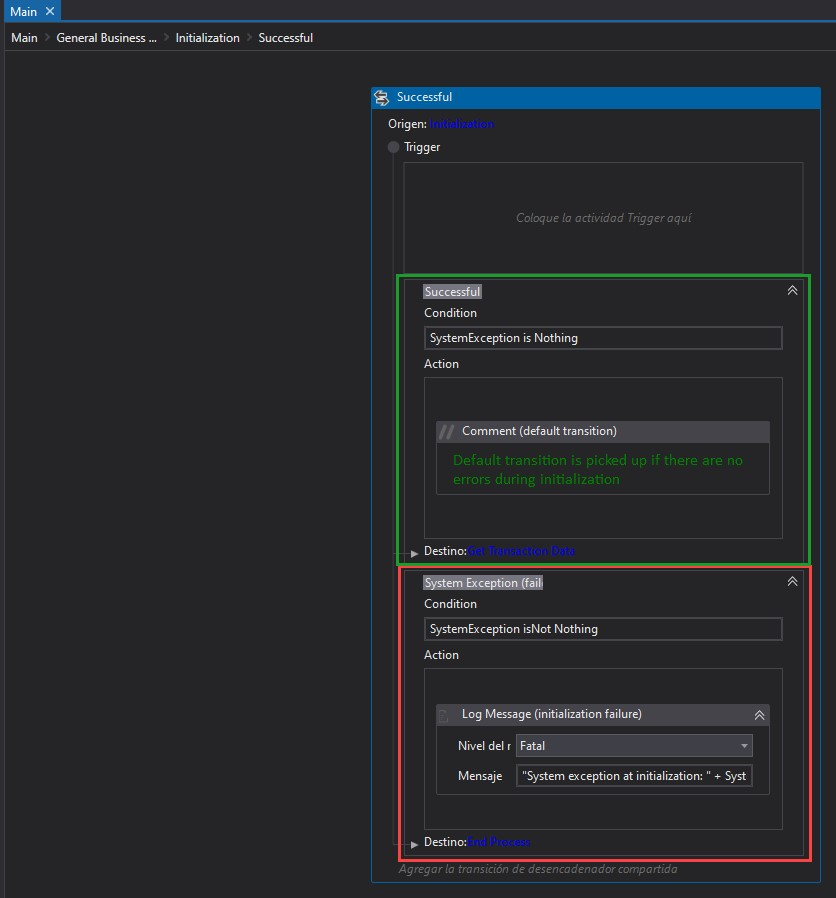 Main
Main > General Business ... > Initialization > Successful
Successful
Origen: Initialization
Trigger
Coloque la actividad Trigger aquí
Successful
Condition
SystemException is Nothing
Action
// Comment (default transition)
Default transition is picked up if there are no
errors during initialization
Destino:Get Transaction Data
System Exception (fail
Condition
SystemException isNot Nothing
Action
Log Message (initialization failure)
Nivel del r Fatal
Mensaje "System exception at initialization: " + Syst
Destino:End Process
Agregar la transición de desencadenador compartida